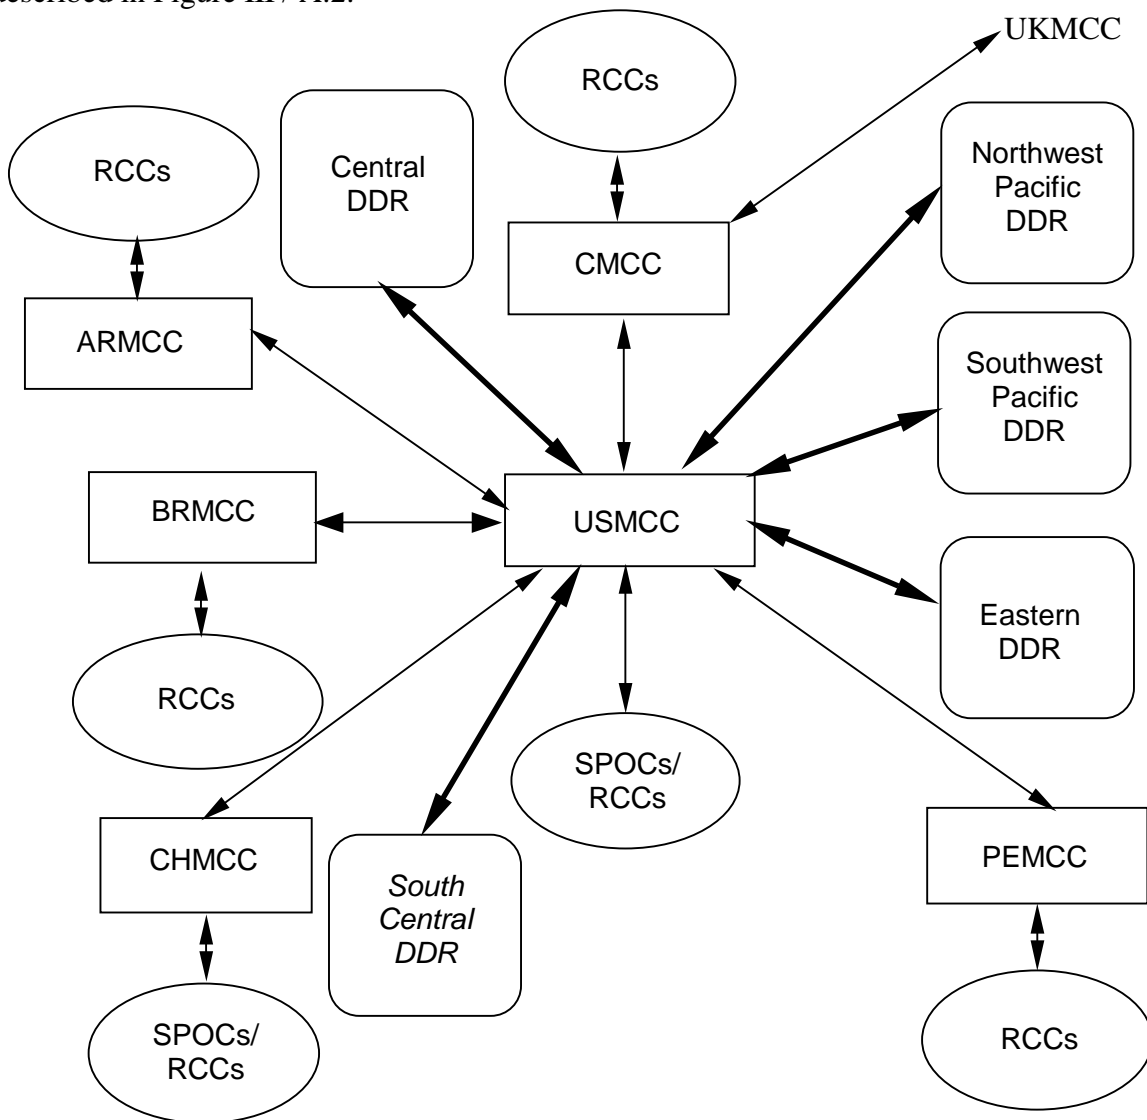 described in Figure III / A.2.
UKMCC
RCCs
RCCs
Central
DDR
Northwest
Pacific
DDR
CMCC
ARMCC
Southwest
Pacific
DDR
BRMCC
USMCC
Eastern
DDR
RCCs
SPOCs/
RCCs
CHMCC
South
Central
DDR
PEMCC
SPOCs/
RCCs
RCCs